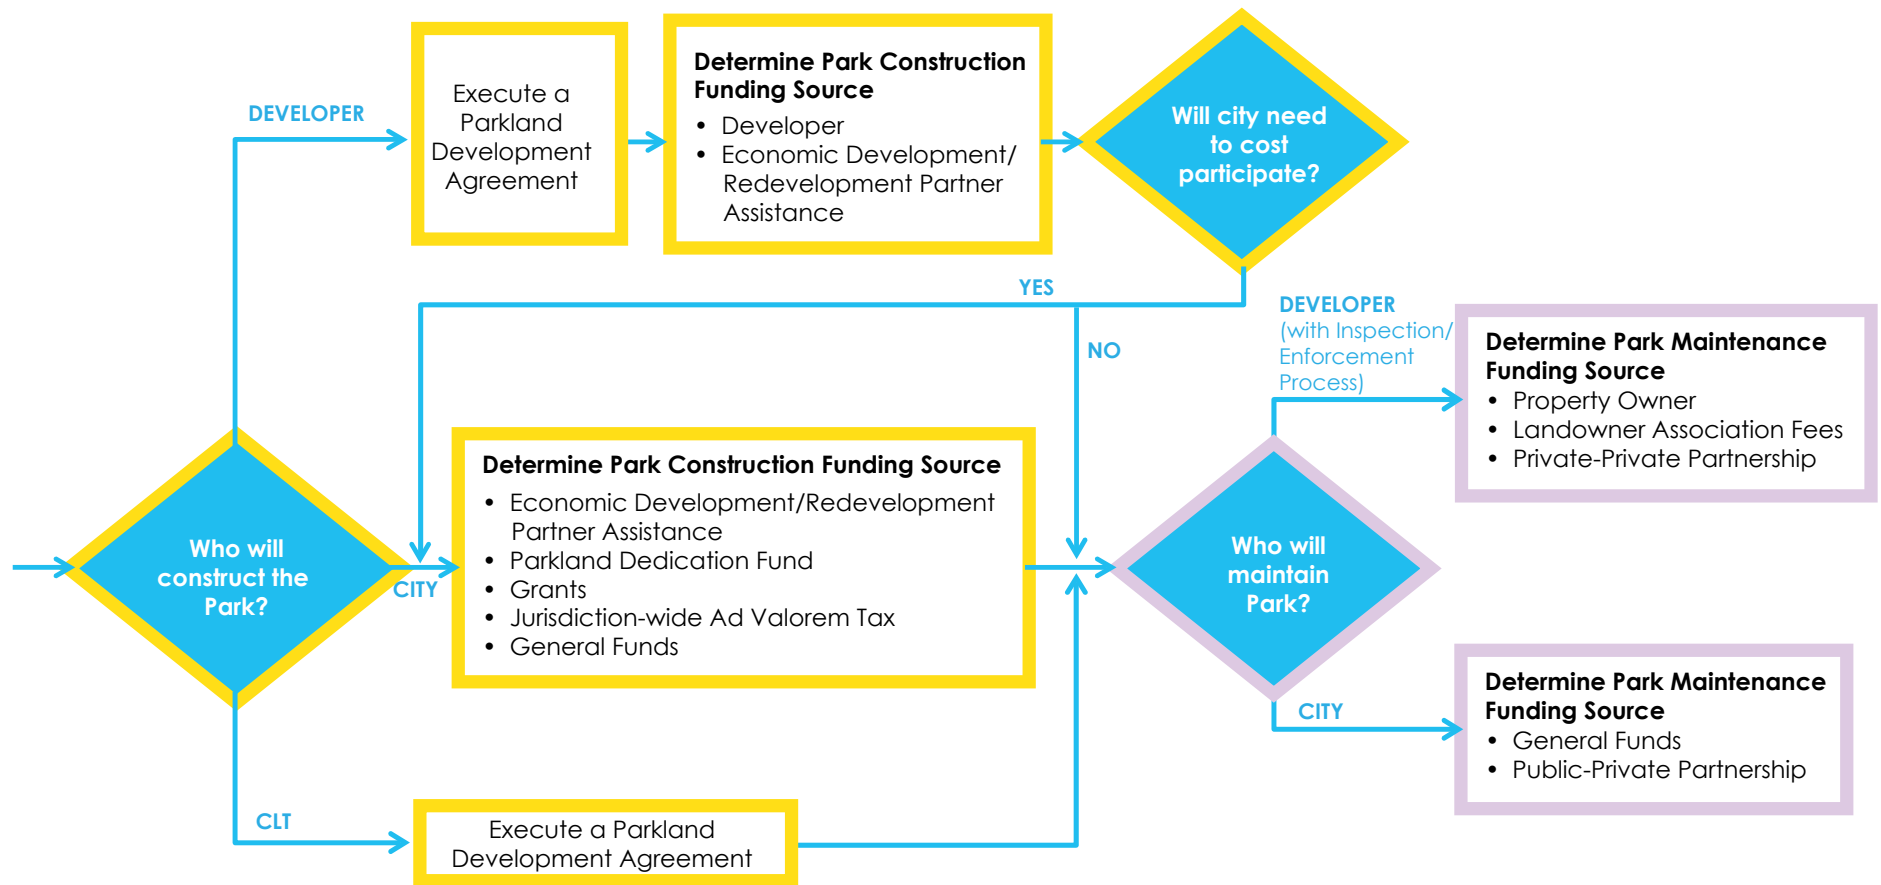 DEVELOPER
Execute a
Parkland
Development
Agreement
Determine Park Construction
Funding Source
• Developer
• Economic Development/
Redevelopment Partner
Assistance
Will city need
to cost
participate?
YES
NO
DEVELOPER
(with Inspection/
Enforcement
Process)
Determine Park Maintenance
Funding Source
• Property Owner
• Landowner Association Fees
• Private-Private Partnership
Who will
construct the
Park?
CITY
Determine Park Construction Funding Source
• Economic Development/Redevelopment
Partner Assistance
• Parkland Dedication Fund
• Grants
• Jurisdiction-wide Ad Valorem Tax
• General Funds
Who will
maintain
Park?
CITY
Determine Park Maintenance
Funding Source
• General Funds
• Public-Private Partnership
CLT
Execute a Parkland
Development Agreement